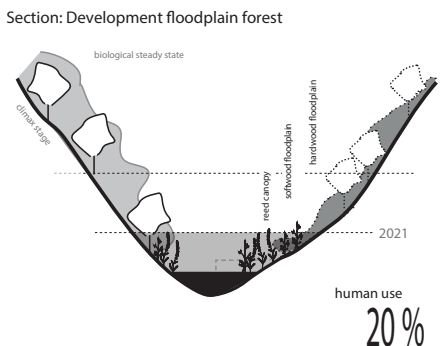 Section: Development floodplain forest
biological steady state
climax stage
reed canopy
softwood floodplain
hardwood floodplain
2021
human use
20 %